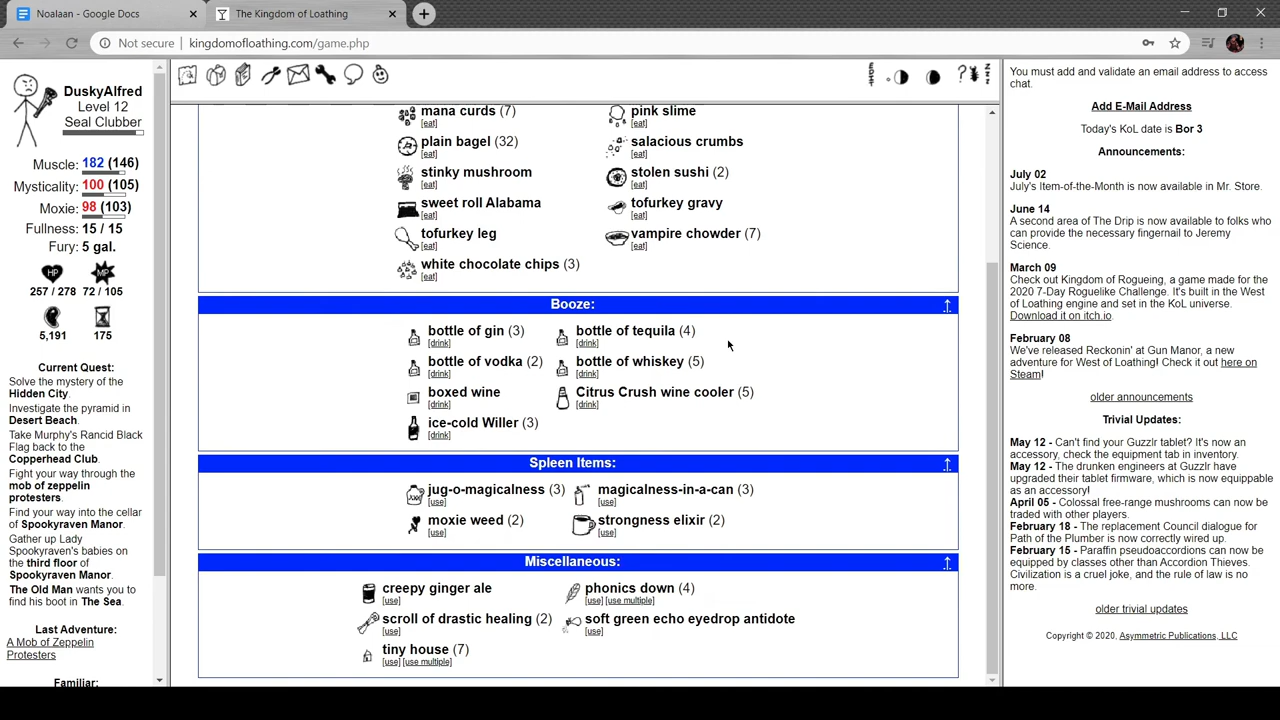 Noalaan - Google Docs
The Kingdom of Loathing
Not secure | kingdomofloathing.com/game.php
DuskyAlfred
Level 12
Seal Clubber
Muscle: 182 (146)
Mysticality: 100 (105)
Moxie: 98 (103)
Fullness: 15 / 15
Fury: 5 gal.
HP MP
257 / 278 72 / 105
5,191 175
Current Quest:
Solve the mystery of the
Hidden City.
Investigate the pyramid in
Desert Beach.
Take Murphy's Rancid Black
Flag back to the
Copperhead Club.
Fight your way through the
mob of zeppelin
protesters.
Find your way into the cellar
of Spookyraven Manor.
Gather up Lady
Spookyraven's babies on
the third floor of
Spookyraven Manor.
The Old Man wants you to
find his boot in The Sea.
Last Adventure:
A Mob of Zeppelin
Protesters
Familiar:
mana curds (7) pink slime
[eat] [eat]
plain bagel (32) salacious crumbs
[eat] [eat]
stinky mushroom stolen sushi (2)
[eat] [eat]
sweet roll Alabama tofurkey gravy
[eat] [eat]
tofurkey leg vampire chowder (7)
[eat] [eat]
white chocolate chips (3)
[eat]
Booze:
bottle of gin (3) bottle of tequila (4)
[drink] [drink]
bottle of vodka (2) bottle of whiskey (5)
[drink] [drink]
boxed wine Citrus Crush wine cooler (5)
[drink] [drink]
ice-cold Willer (3)
[drink]
Spleen Items:
jug-o-magicalness (3) magicalness-in-a-can (3)
[use] [use]
moxie weed (2) strongness elixir (2)
[use] [use]
Miscellaneous:
creepy ginger ale phonics down (4)
[use] [use] [use multiple]
scroll of drastic healing (2) soft green echo eyedrop antidote
[use] [use]
tiny house (7)
[use] [use multiple]
You must add and validate an email address to access
chat.
Add E-Mail Address
Today's KoL date is Bor 3
Announcements:
July 02
July's Item-of-the-Month is now available in Mr. Store.
June 14
A second area of The Drip is now available to folks who
can provide the necessary fingernail to Jeremy
Science.
March 09
Check out Kingdom of Rogueing, a game made for the
2020 7-Day Roguelike Challenge. It's built in the West
of Loathing engine and set in the KoL universe.
Download it on itch.io.
February 08
We've released Reckonin' at Gun Manor, a new
adventure for West of Loathing! Check it out here on
Steam!
older announcements
Trivial Updates:
May 12 - Can't find your Guzzlr tablet? It's now an
accessory, check the equipment tab in inventory.
May 12 - The drunken engineers at Guzzlr have
upgraded their tablet firmware, which is now equippable
as an accessory!
April 05 - Colossal free-range mushrooms can now be
traded with other players.
February 18 - The replacement Council dialogue for
Path of the Plumber is now correctly wired up.
February 15 - Paraffin pseudoaccordions can now be
equipped by classes other than Accordion Thieves.
Civilization is a cruel joke, and the rule of law is no
more.
older trivial updates
Copyright © 2020, Asymmetric Publications, LLC